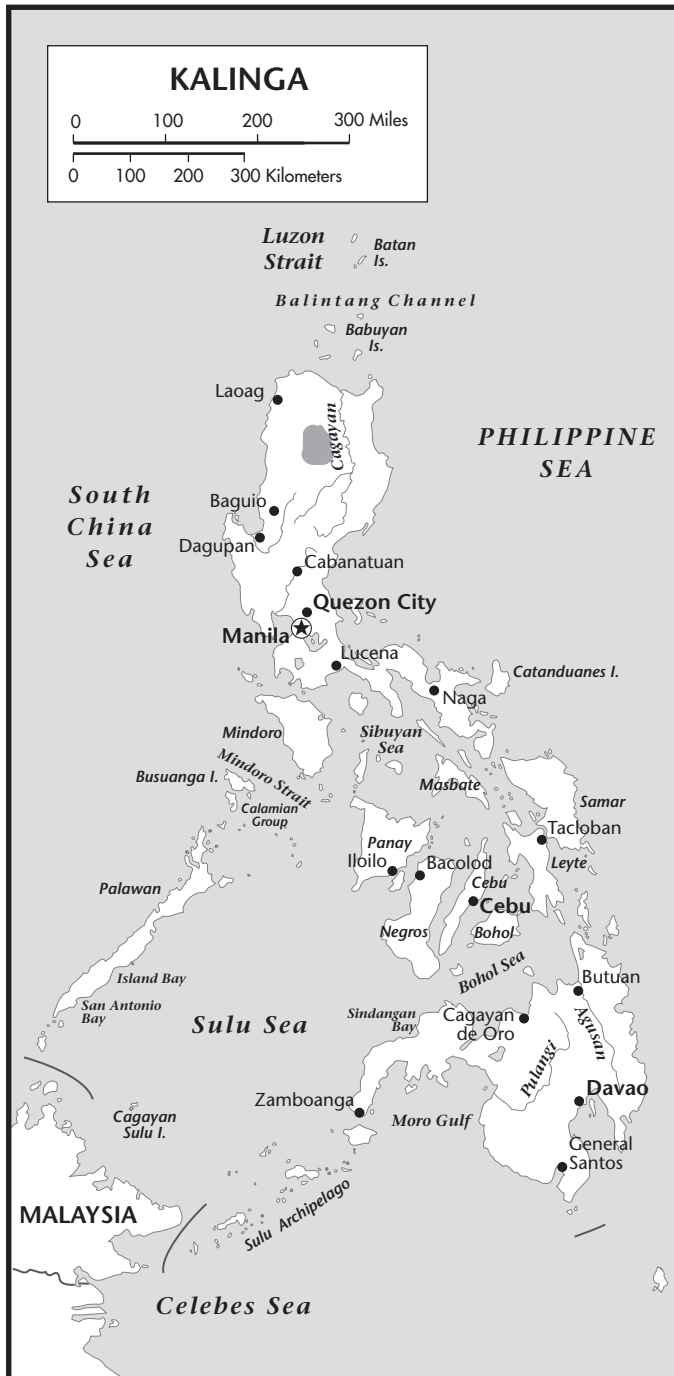 KALINGA
0 100 200 300 Miles
0 100 200 300 Kilometers
Luzon
Strait
Batan
Is.
Balintang Channel
Babuyan
Is.
Laoag
Cagayan
PHILIPPINE
SEA
South
China
Sea
Baguio
Dagupan
Cabanatuan
Quezon City
Manila
Lucena
Catanduanes I.
Naga
Mindoro
Sibuyan
Sea
Mindoro Strait
Busuanga I.
Calamian
Group
Masbate
Samar
Tacloban
Panay
Iloilo
Bacolod
Leyte
Cebu
Cebu
Palawan
Negros
Bohol
Bohol Sea
Island Bay
San Antonio
Bay
Butuan
Sulu Sea
Sindangan
Bay
Cagayan
de Oro
Agusan
Pulangi
Davao
Zamboanga
Cagayan
Sulu I.
Moro Gulf
General
Santos
MALAYSIA
Sulu Archipelago
Celebes Sea